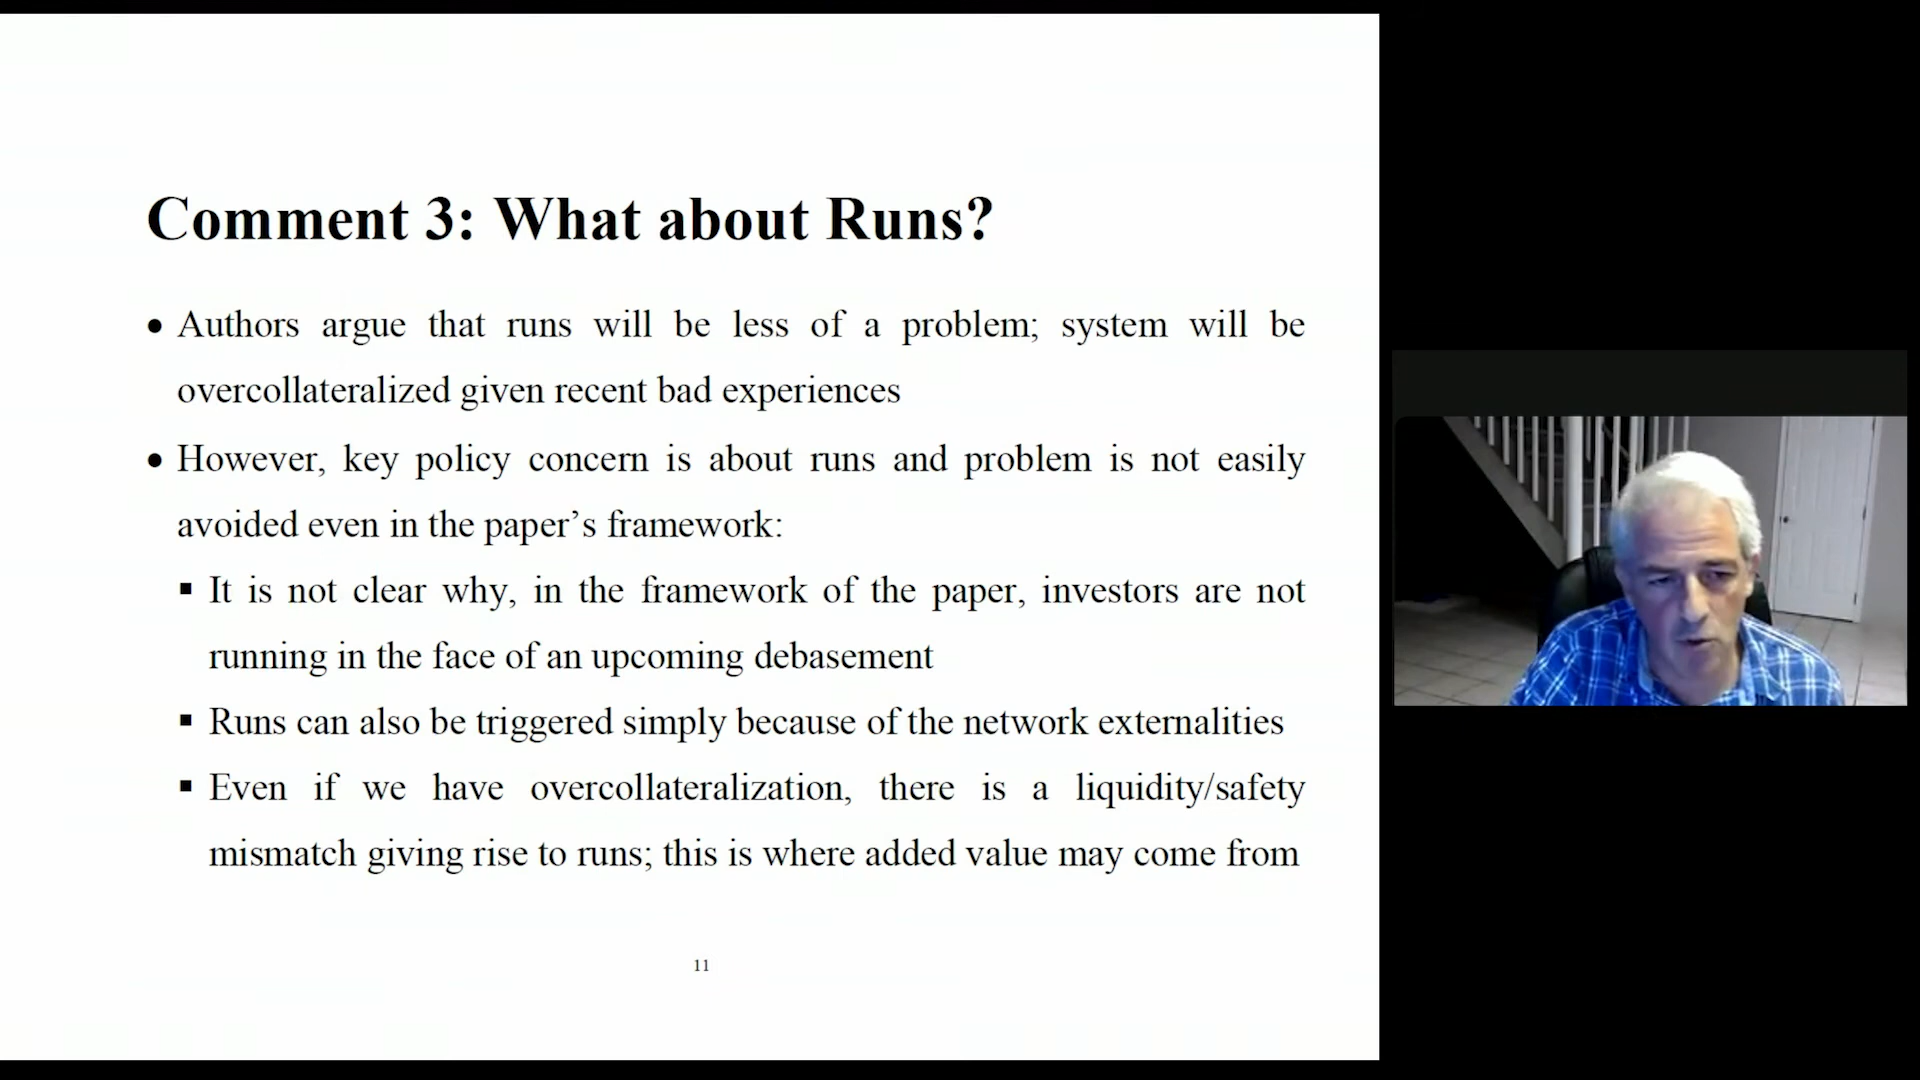 Comment 3: What about Runs?
• Authors argue that runs will be less of a problem; system will be
overcollateralized given recent bad experiences
• However, key policy concern is about runs and problem is not easily
avoided even in the paper’s framework:
▪ It is not clear why, in the framework of the paper, investors are not
running in the face of an upcoming debasement
▪ Runs can also be triggered simply because of the network externalities
▪ Even if we have overcollateralization, there is a liquidity/safety
mismatch giving rise to runs; this is where added value may come from
11